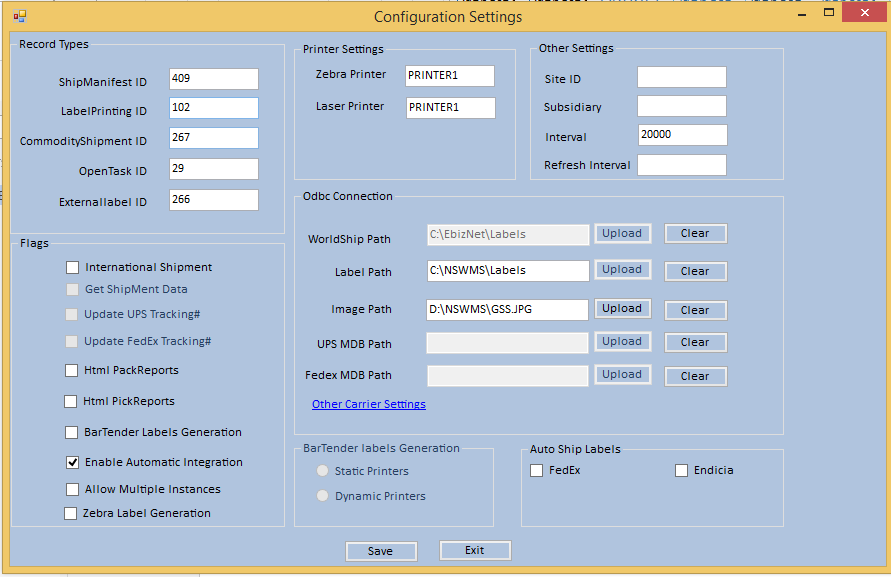 Configuration Settings
Record Types
ShipManifest ID 409
LabelPrinting ID 102
CommodityShipment ID 267
OpenTask ID 29
Externallabel ID 266
Printer Settings
Zebra Printer PRINTER1
Laser Printer PRINTER1
Other Settings
Site ID
Subsidiary
Interval 20000
Refresh Interval
Flags
International Shipment
Get ShipMent Data
Update UPS Tracking#
Update FedEx Tracking#
Html PackReports
Html PickReports
BarTender Labels Generation
Enable Automatic Integration
Allow Multiple Instances
Zebra Label Generation
Odbc Connection
WorldShip Path C:\EbizNet\Labels Upload Clear
Label Path C:\NSWMS\Labels Upload Clear
Image Path D:\NSWMS\GSS.JPG Upload Clear
UPS MDB Path Upload Clear
Fedex MDB Path Upload Clear
Other Carrier Settings
BarTender labels Generation
Static Printers
Dynamic Printers
Auto Ship Labels
FedEx Endicia
Save Exit